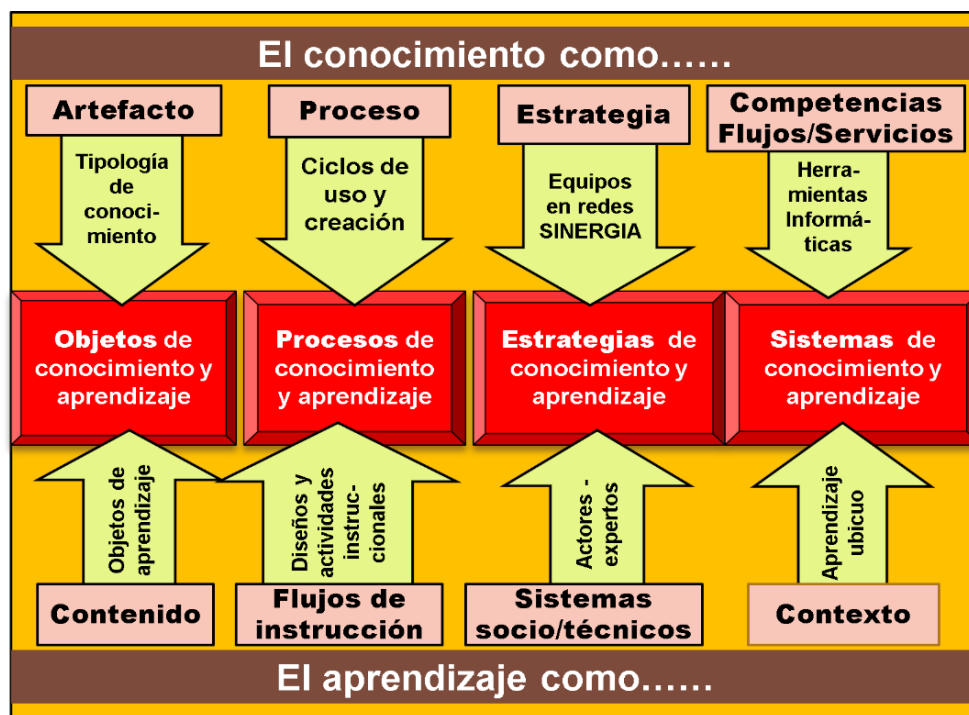 El conocimiento como......
Artefacto
Proceso
Estrategia
Competencias
Flujos/Servicios
Tipología
de
conoci-
miento
Ciclos de
uso y
creación
Equipos
en redes
SINERGIA
Herra-
mientas
Informá-
ticas
Objetos de
conocimiento y
aprendizaje
Procesos de
conocimiento
y aprendizaje
Estrategias de
conocimiento y
aprendizaje
Sistemas de
conocimiento y
aprendizaje
Objetos de
aprendizaje
Diseños y
actividades
instruc-
cionales
Actores -
expertos
Aprendizaje
ubicuo
Contenido
Flujos de
instrucción
Sistemas
socio/técnicos
Contexto
El aprendizaje como......